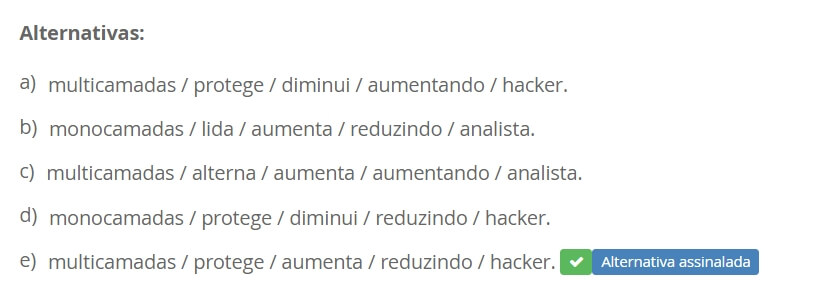 Alternativas:
a) multicamadas / protege / diminui / aumentando / hacker.
b) monocamadas / lida / aumenta / reduzindo / analista.
c) multicamadas / alterna / aumenta / aumentando / analista.
d) monocamadas / protege / diminui / reduzindo / hacker.
e) multicamadas / protege / aumenta / reduzindo / hacker. Alternativa assinalada